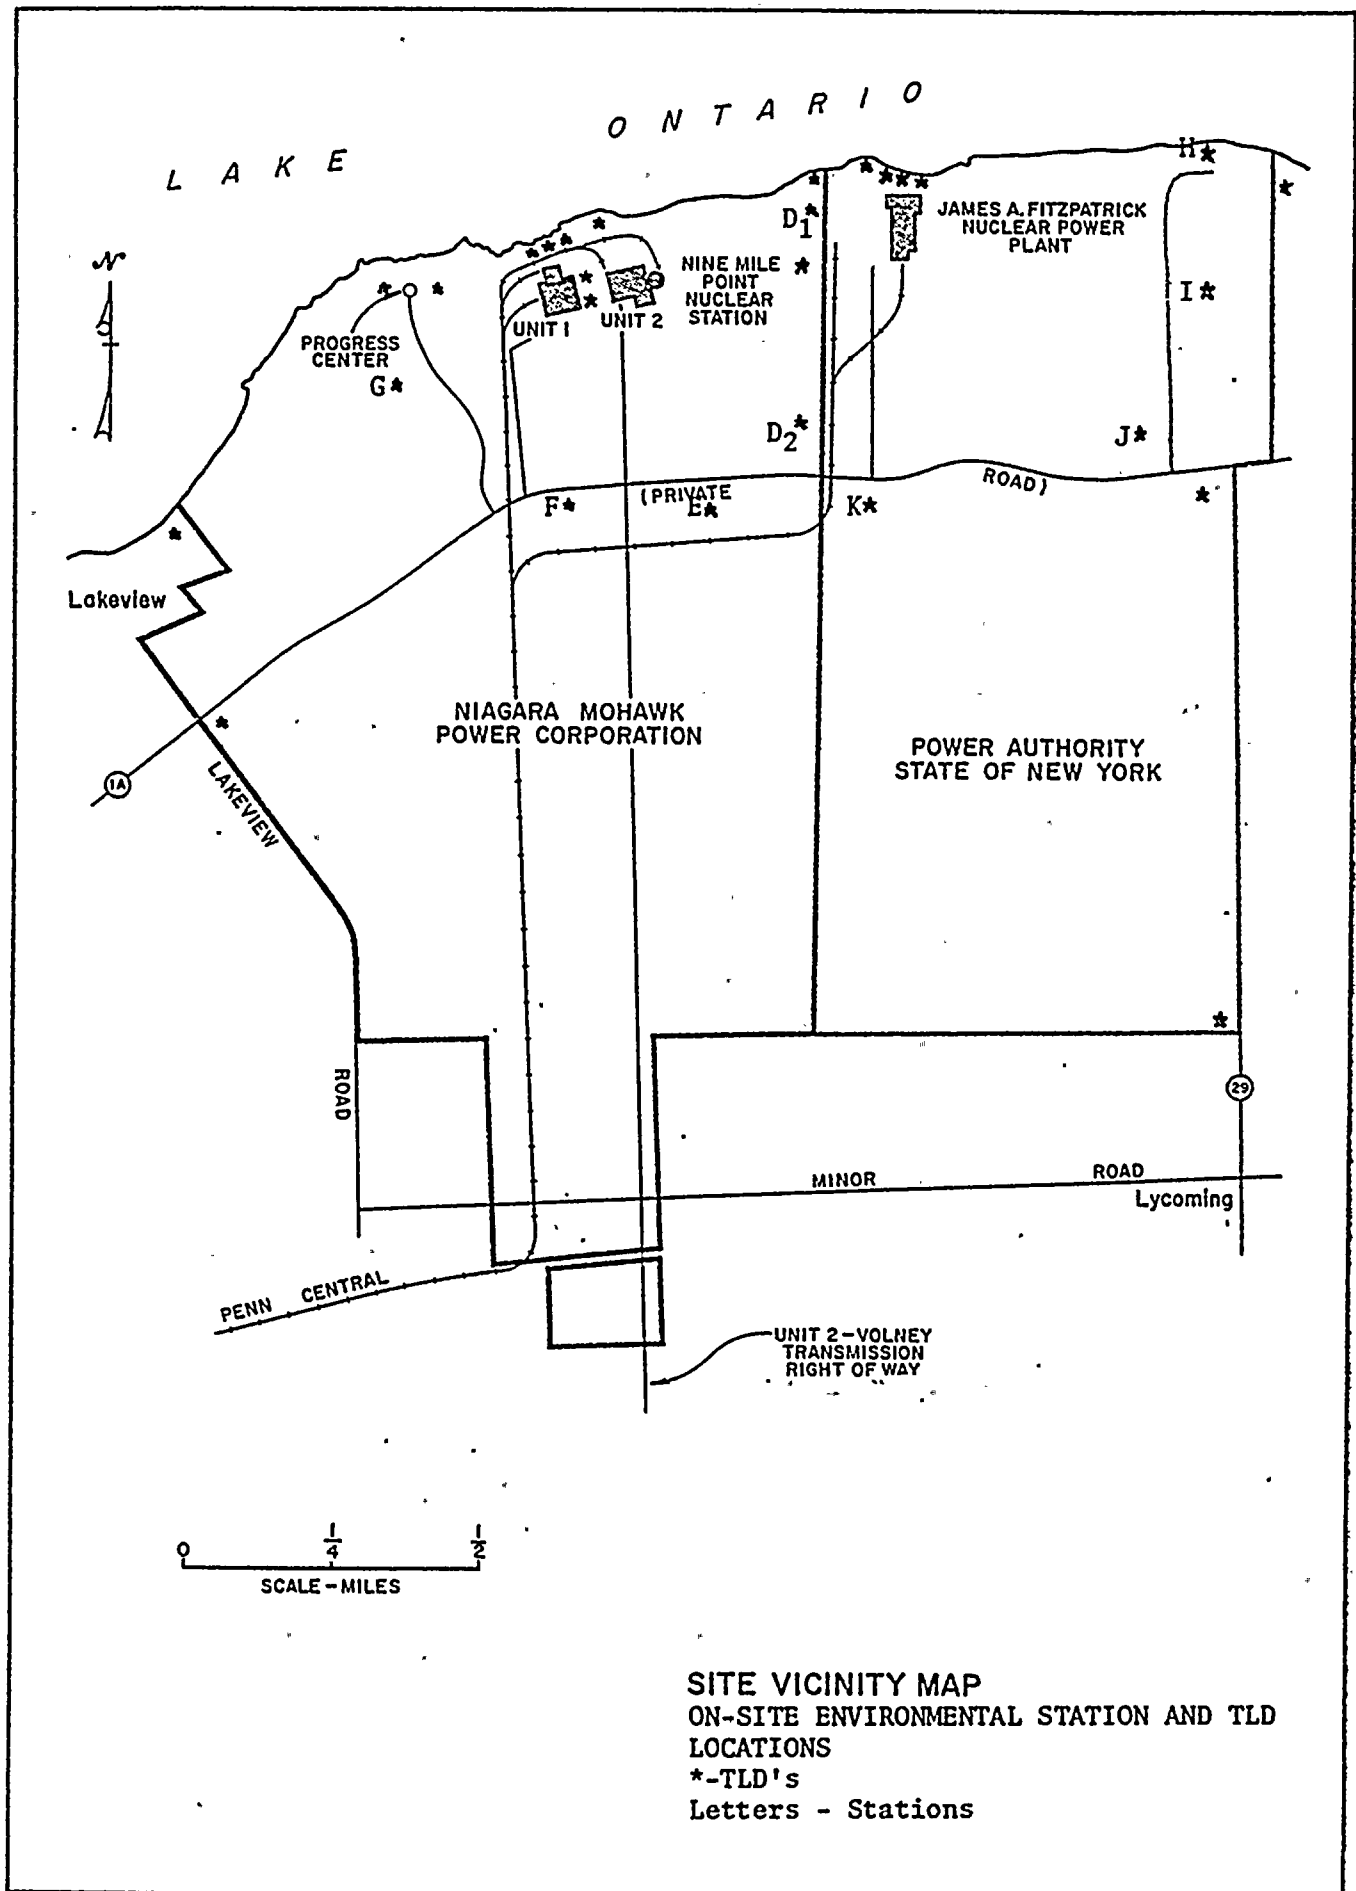 LAKE ONTARIO
N
H*
D1*
JAMES A. FITZPATRICK
NUCLEAR POWER
PLANT
NINE MILE
POINT
NUCLEAR
STATION
I*
UNIT 1
UNIT 2
PROGRESS
CENTER
G*
D2*
J*
(PRIVATE ROAD)
F*
E*
K*
Lakeview
NIAGARA MOHAWK
POWER CORPORATION
POWER AUTHORITY
STATE OF NEW YORK
1A
LAKEVIEW
ROAD
29
MINOR ROAD
Lycoming
PENN CENTRAL
UNIT 2-VOLNEY
TRANSMISSION
RIGHT OF WAY
0 1/4 1/2
SCALE-MILES
SITE VICINITY MAP
ON-SITE ENVIRONMENTAL STATION AND TLD
LOCATIONS
*-TLD's
Letters - Stations